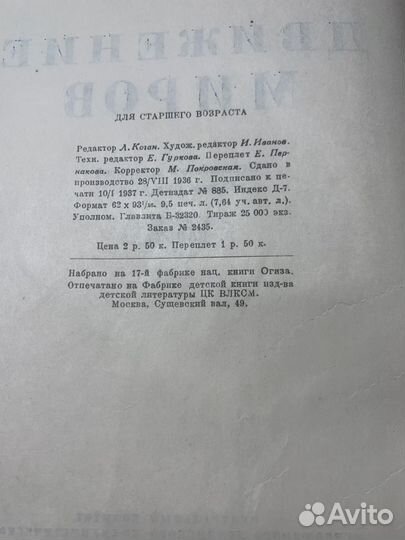 ДВИЖЕНИЕ
МИРОВ
ДЛЯ СТАРШЕГО ВОЗРАСТА
Редактор Л. Коган. Худож. редактор И. Иванов.
Техн. редактор Е. Гуркова. Переплет Е. Пер-
накова. Корректор М. Покровская. Сдано в
производство 28/VIII 1936 г. Подписано к пе-
чати 10/I 1937 г. Детиздат № 885. Индекс Д-7.
Формат 62 х 93 9,5 печ. л. (7,64 уч. авт. л.).
Уполном. Главлита Б-32320. Тираж 25 000 экз.
Заказ № 2435.
Цена 2 р. 50 к. Переплет 1 р. 50 к.
Набрано на 17-й фабрике нац. книги Огиза.
Отпечатано на Фабрике детской книги изд-ва
детской литературы ЦК ВЛКСМ.
Москва, Сущевский вал, 49.
Avito